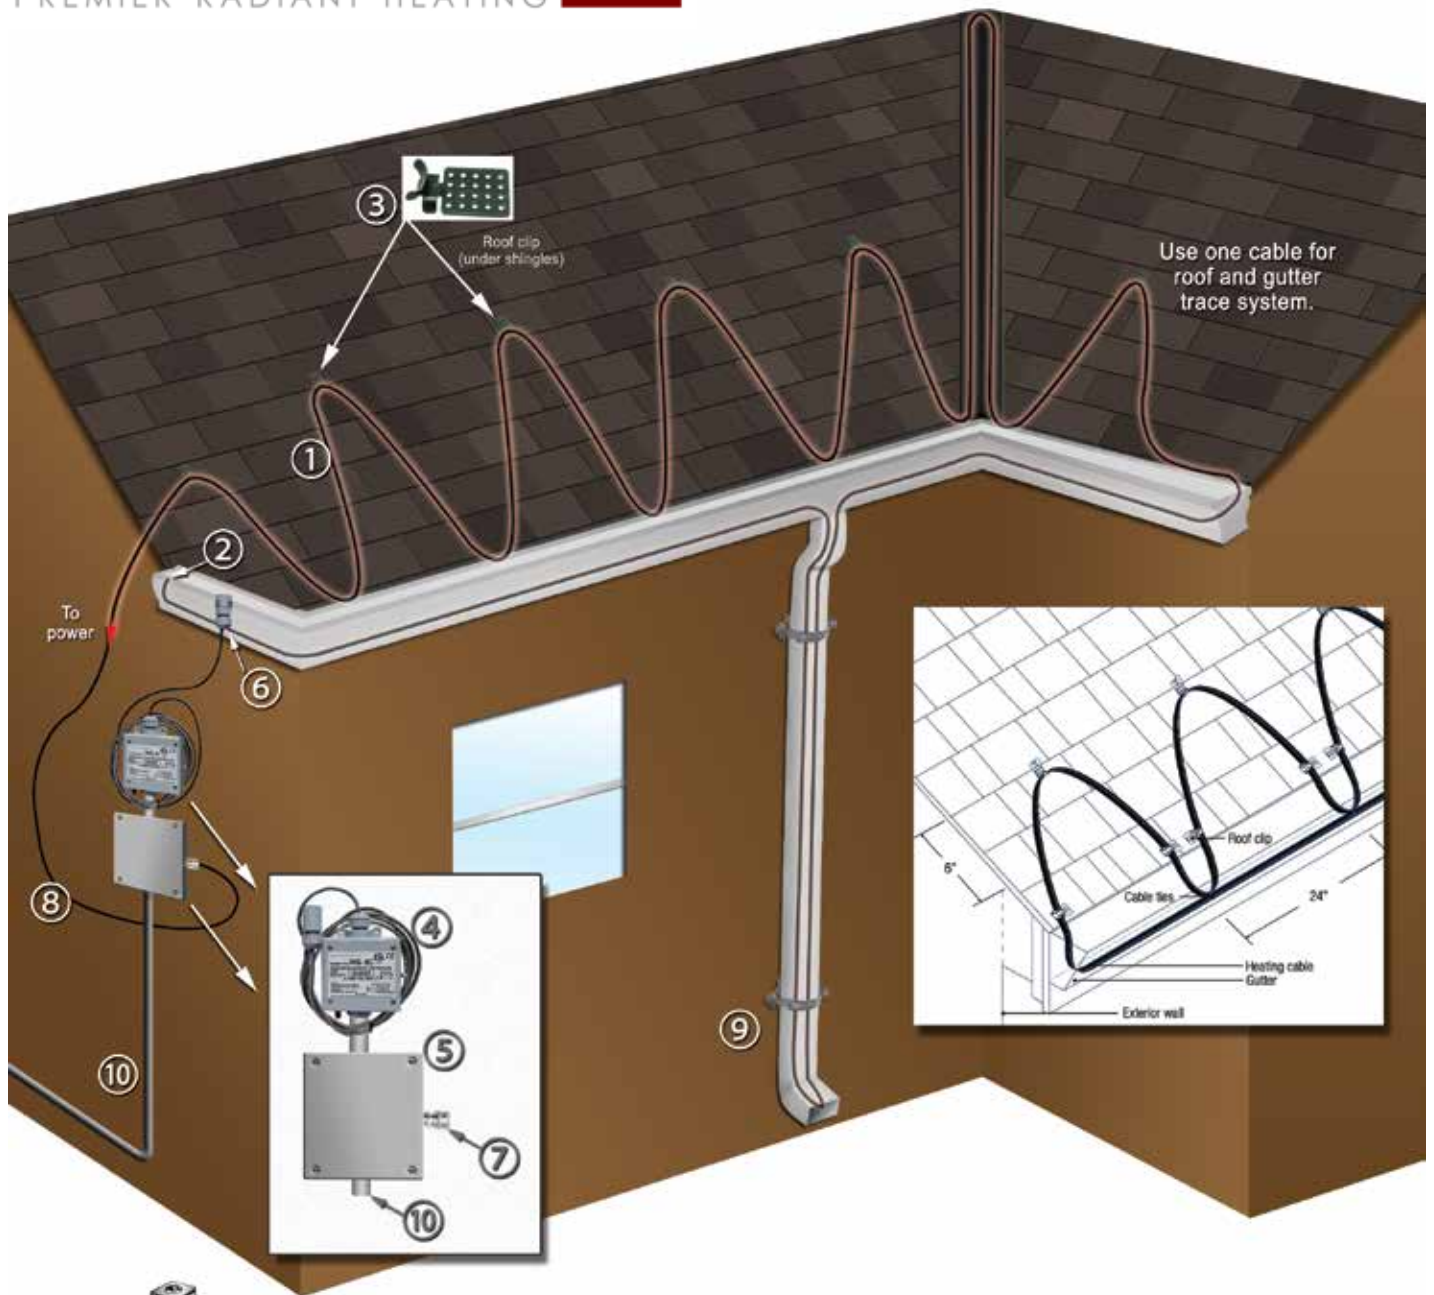 PREMIER RADIANT HEATING
3
Roof clip
(under shingles)
Use one cable for
roof and gutter
trace system.
1
2
To
power
6
8
4
5
7
10
10
9
6"
Roof clip
Cable ties
24"
Heating cable
Gutter
Exterior wall